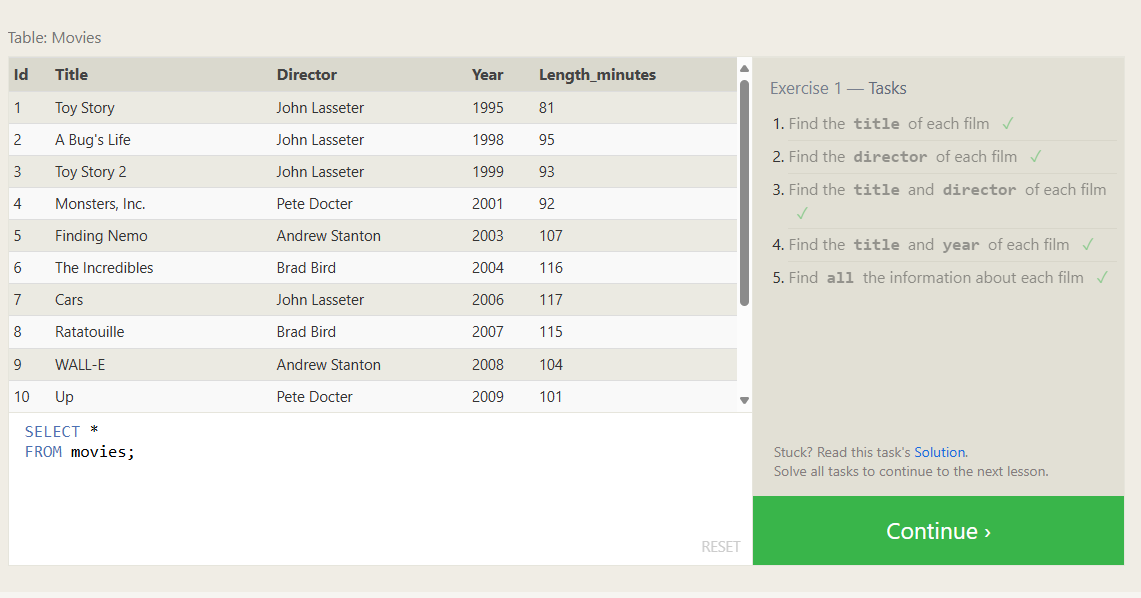 Table: Movies
Id Title Director Year Length_minutes
1 Toy Story John Lasseter 1995 81
2 A Bug's Life John Lasseter 1998 95
3 Toy Story 2 John Lasseter 1999 93
4 Monsters, Inc. Pete Docter 2001 92
5 Finding Nemo Andrew Stanton 2003 107
6 The Incredibles Brad Bird 2004 116
7 Cars John Lasseter 2006 117
8 Ratatouille Brad Bird 2007 115
9 WALL-E Andrew Stanton 2008 104
10 Up Pete Docter 2009 101
SELECT *
FROM movies;
RESET
Exercise 1 — Tasks
1. Find the title of each film ✓
2. Find the director of each film ✓
3. Find the title and director of each film
✓
4. Find the title and year of each film ✓
5. Find all the information about each film ✓
Stuck? Read this task's Solution.
Solve all tasks to continue to the next lesson.
Continue ›